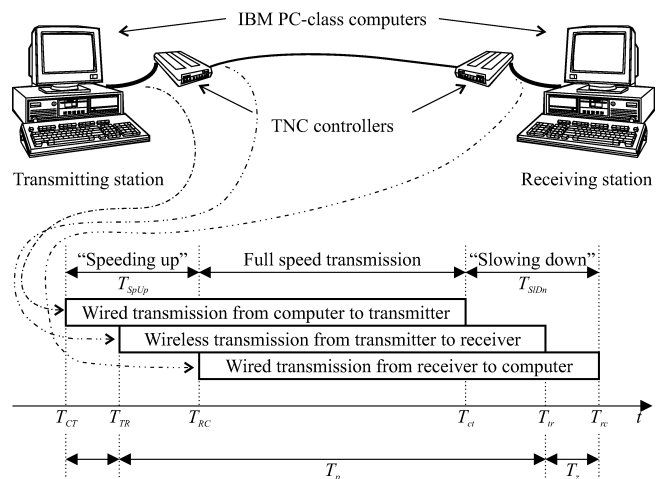 IBM PC-class computers
TNC controllers
Transmitting station
Receiving station
“Speeding up”
Full speed transmission
“Slowing down”
T_SpUp
T_SlDn
Wired transmission from computer to transmitter
Wireless transmission from transmitter to receiver
Wired transmission from receiver to computer
T_CT T_TR T_RC T_ct T_tr T_rc t
T_p T_z